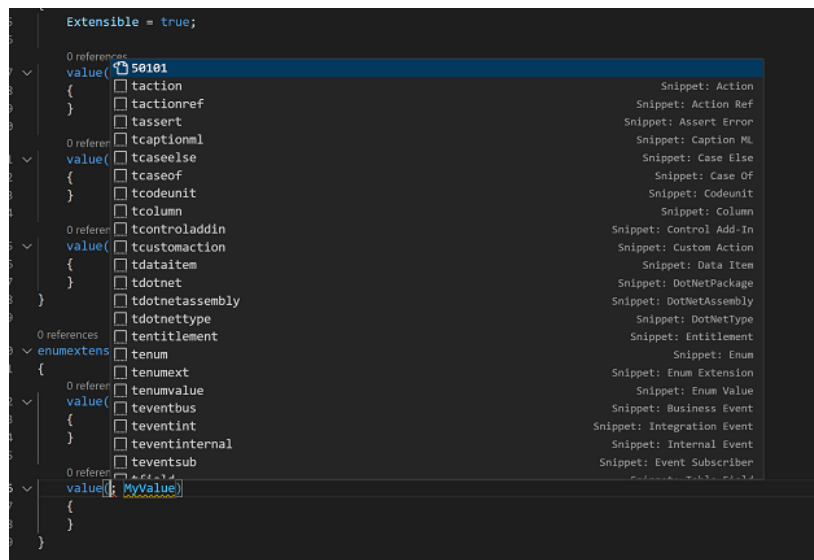 {
Extensible = true;
0 references
value(
50101
{
taction Snippet: Action
}
tactionref Snippet: Action Ref
tassert Snippet: Assert Error
0 referen
tcaptionml Snippet: Caption ML
value(
tcaseelse Snippet: Case Else
{
tcaseof Snippet: Case Of
}
tcodeunit Snippet: Codeunit
tcolumn Snippet: Column
0 referen
tcontroladdin Snippet: Control Add-In
value(
tcustomaction Snippet: Custom Action
{
tdataitem Snippet: Data Item
}
tdotnet Snippet: DotNetPackage
}
tdotnetassembly Snippet: DotNetAssembly
tdotnettype Snippet: DotNetType
0 references
tentitlement Snippet: Entitlement
enumextens
tenum Snippet: Enum
{
tenumext Snippet: Enum Extension
0 referen
tenumvalue Snippet: Enum Value
value(
teventbus Snippet: Business Event
{
teventint Snippet: Integration Event
}
teventinternal Snippet: Internal Event
teventsub Snippet: Event Subscriber
0 referen
tfield Snippet: Table Field
value(; MyValue)
{
}
}